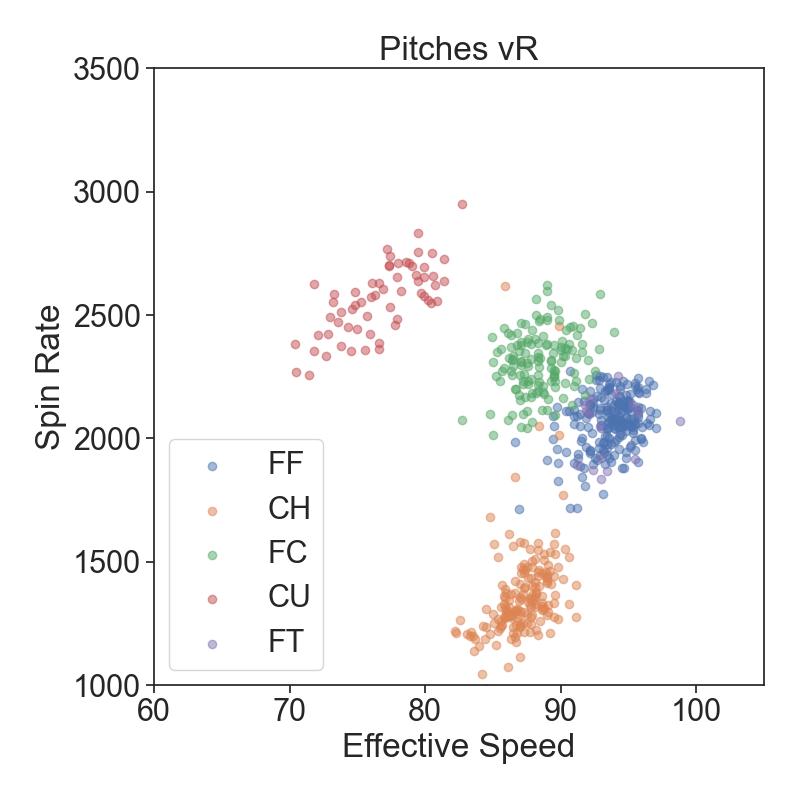 Pitches vR
3500
3000
2500
2000
1500
1000
Spin Rate
FF
CH
FC
CU
FT
60 70 80 90 100
Effective Speed